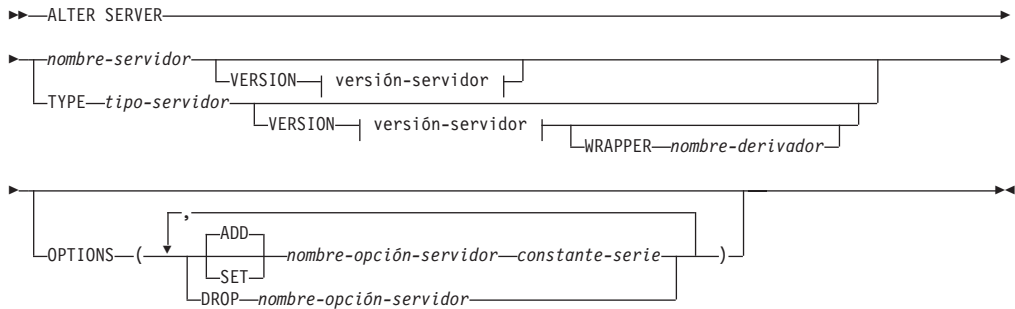 ALTER SERVER
nombre-servidor
VERSION versión-servidor
TYPE tipo-servidor
VERSION versión-servidor
WRAPPER nombre-derivador
,
ADD
OPTIONS ( nombre-opción-servidor constante-serie )
SET
DROP nombre-opción-servidor